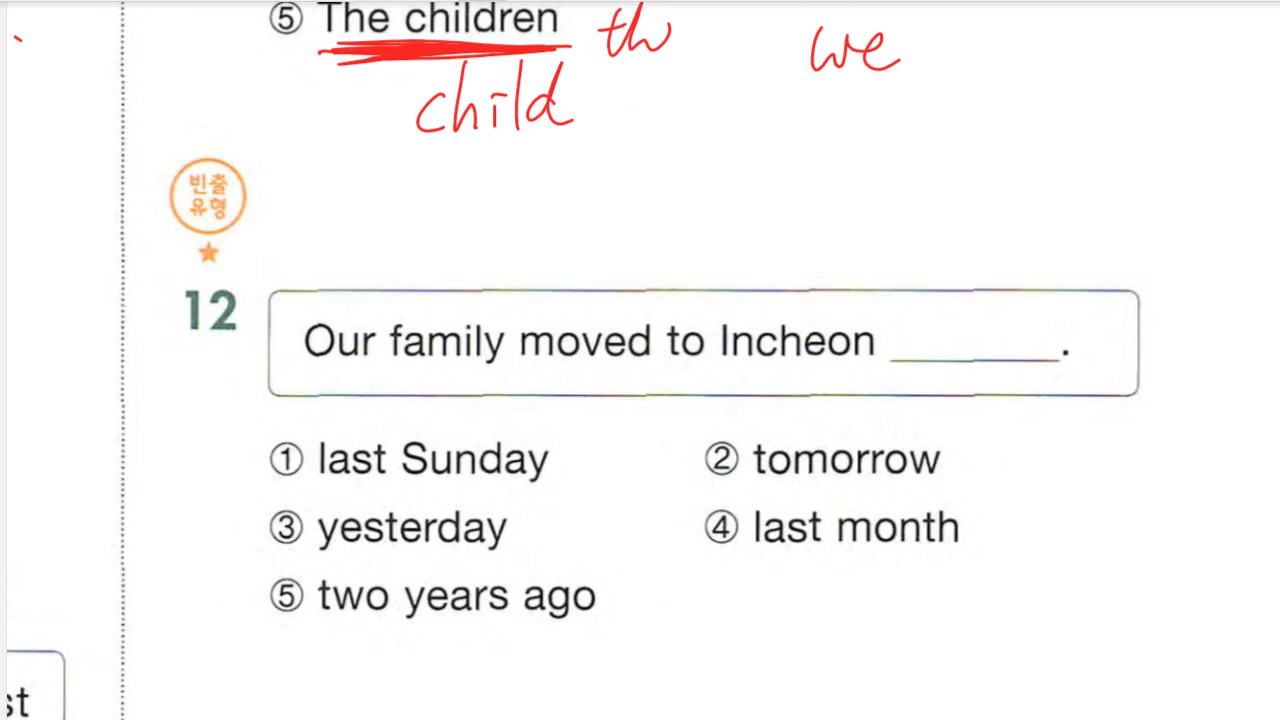 ⑤ The children th we
child
빈출
유형
12 Our family moved to Incheon ________.
① last Sunday ② tomorrow
③ yesterday ④ last month
⑤ two years ago
st